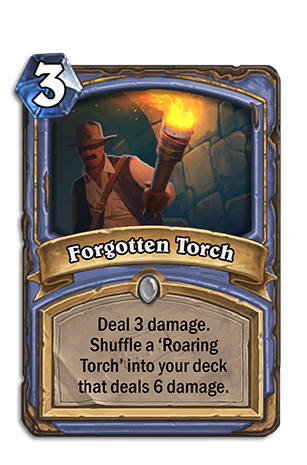 3
Forgotten Torch
Deal 3 damage.
Shuffle a ‘Roaring
Torch’ into your deck
that deals 6 damage.